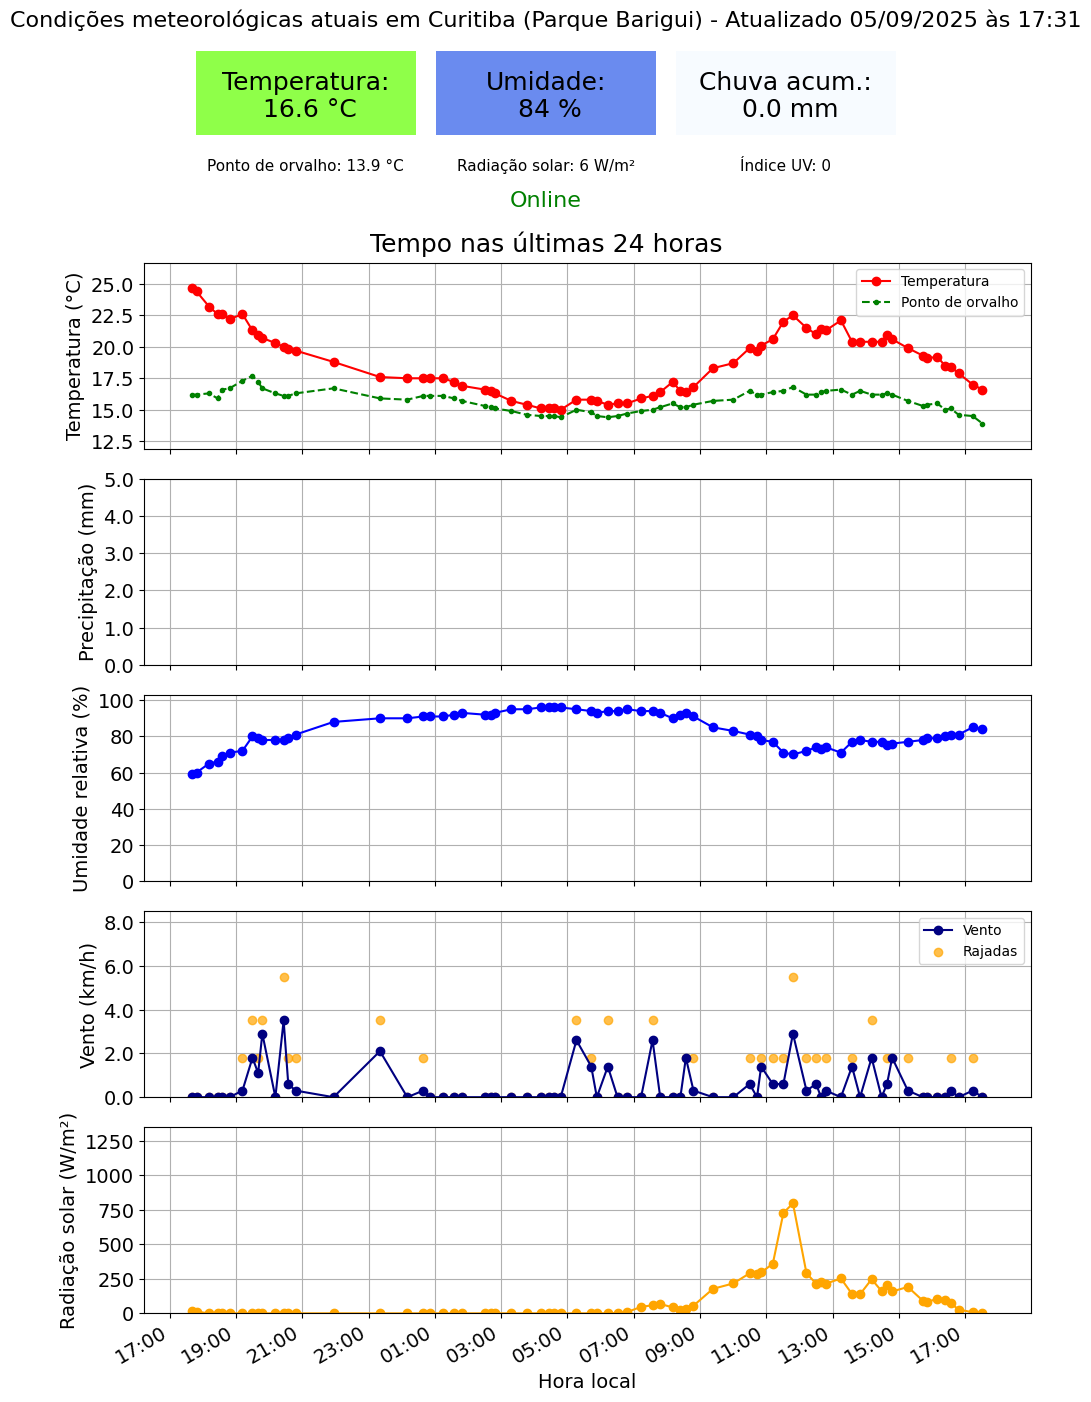 Condições meteorológicas atuais em Curitiba (Parque Barigui) - Atualizado 05/09/2025 às 17:31
Temperatura:
16.6 °C
Umidade:
84 %
Chuva acum.:
0.0 mm
Ponto de orvalho: 13.9 °C
Radiação solar: 6 W/m²
Índice UV: 0
Online
Tempo nas últimas 24 horas
Temperatura (°C)
25.0
22.5
20.0
17.5
15.0
12.5
Temperatura
Ponto de orvalho
Precipitação (mm)
5.0
4.0
3.0
2.0
1.0
0.0
Umidade relativa (%)
100
80
60
40
20
0
Vento (km/h)
8.0
6.0
4.0
2.0
0.0
Vento
Rajadas
Radiação solar (W/m²)
1250
1000
750
500
250
0
17:00
19:00
21:00
23:00
01:00
03:00
05:00
07:00
09:00
11:00
13:00
15:00
17:00
Hora local